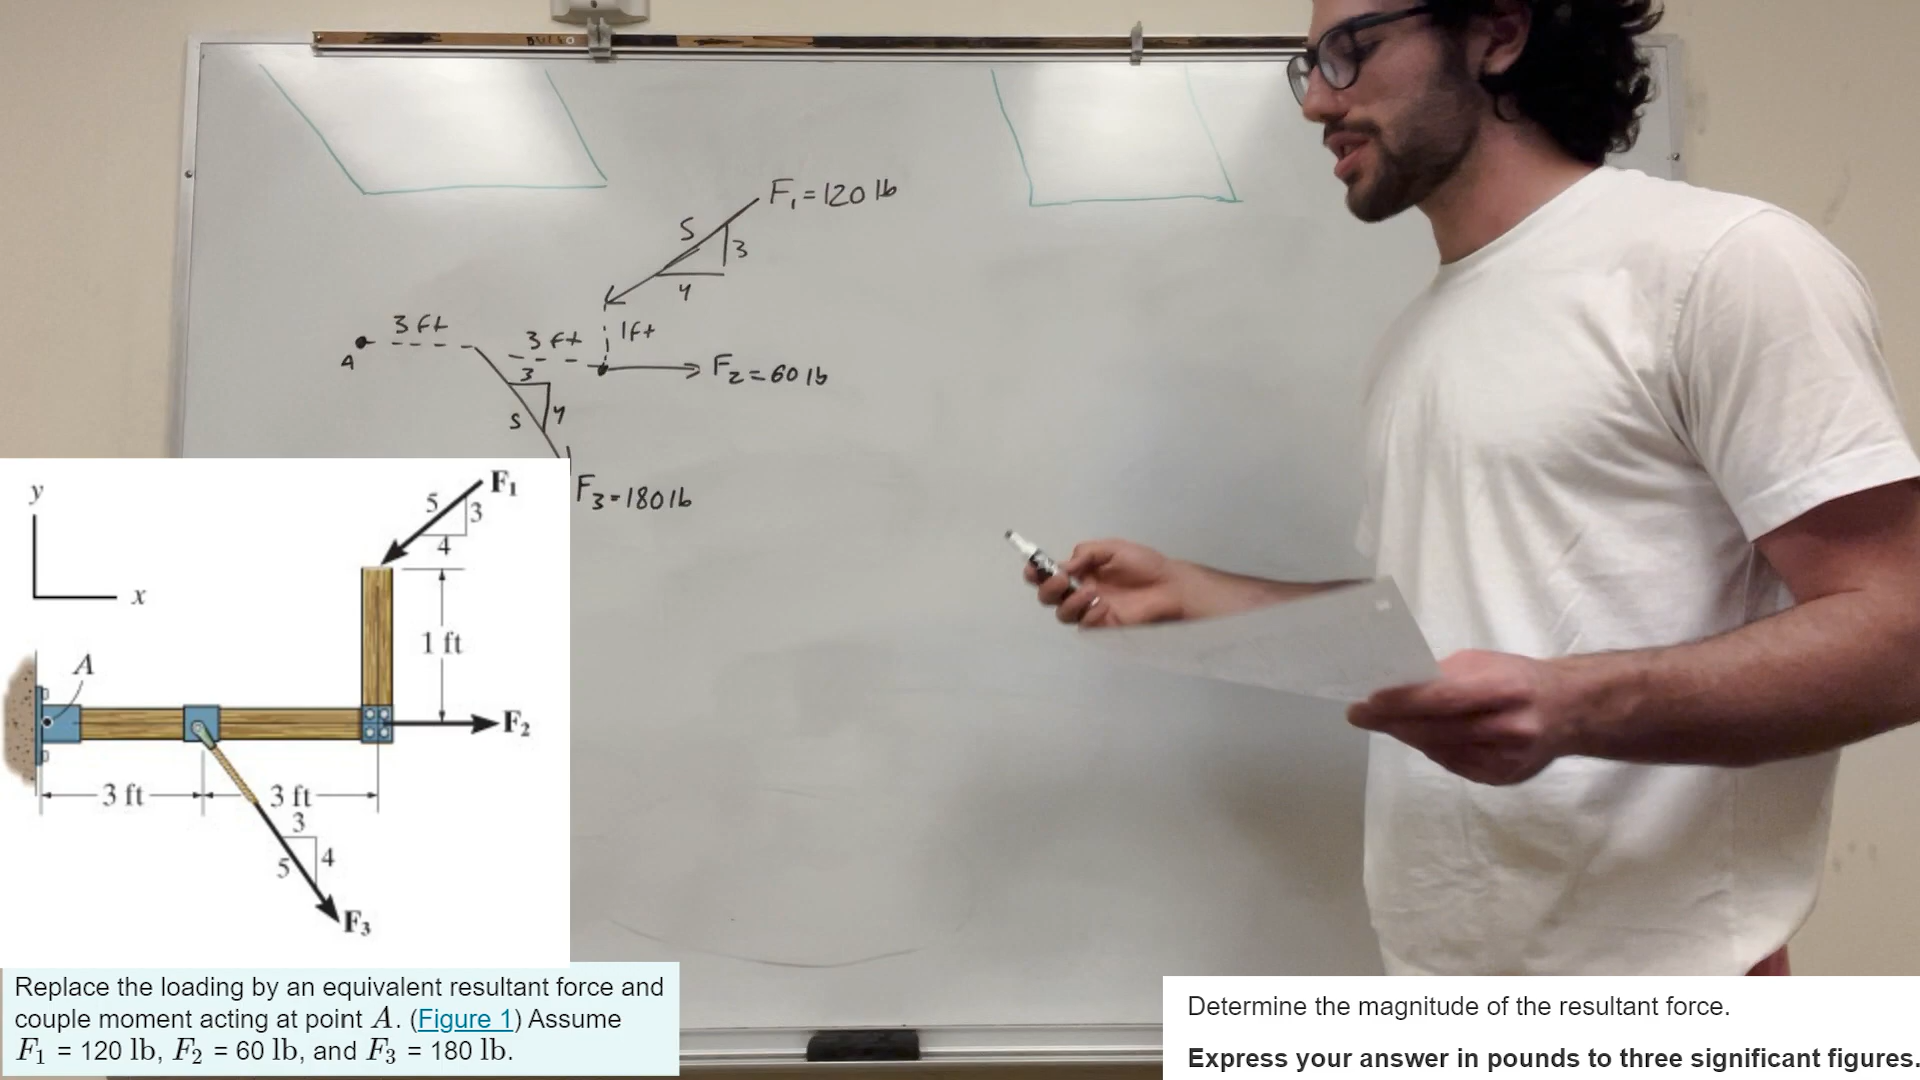 F₁ = 120 lb
5
3
4
3 ft
A
3 ft
1 ft
F₂ = 60 lb
3
5
4
F₃ = 180 lb
y
x
F₁
5
3
4
1 ft
A
F₂
3 ft
3 ft
3
5
4
F₃
Replace the loading by an equivalent resultant force and
couple moment acting at point A. (Figure 1) Assume
F₁ = 120 lb, F₂ = 60 lb, and F₃ = 180 lb.
Determine the magnitude of the resultant force.
Express your answer in pounds to three significant figures.